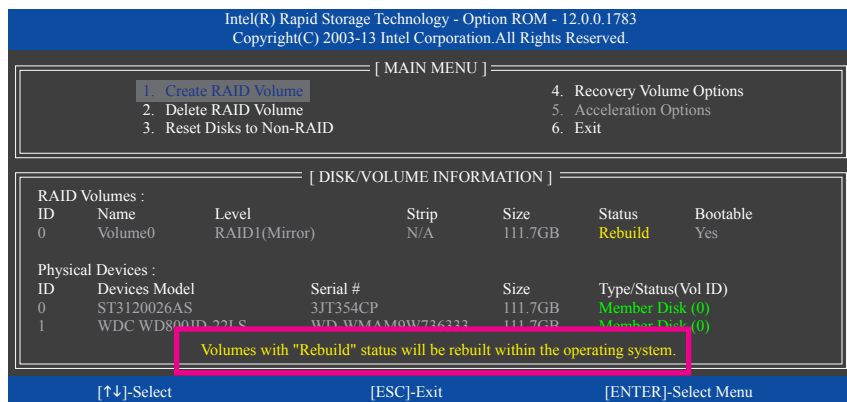 Intel(R) Rapid Storage Technology - Option ROM - 12.0.0.1783
Copyright(C) 2003-13 Intel Corporation.All Rights Reserved.
[ MAIN MENU ]
1. Create RAID Volume
2. Delete RAID Volume
3. Reset Disks to Non-RAID
4. Recovery Volume Options
5. Acceleration Options
6. Exit
[ DISK/VOLUME INFORMATION ]
RAID Volumes :
ID Name Level Strip Size Status Bootable
0 Volume0 RAID1(Mirror) N/A 111.7GB Rebuild Yes
Physical Devices :
ID Devices Model Serial # Size Type/Status(Vol ID)
0 ST3120026AS 3JT354CP 111.7GB Member Disk (0)
1 WDC WD800JD-22LS WD-WMAM9W736333 111.7GB Member Disk (0)
Volumes with "Rebuild" status will be rebuilt within the operating system.
[↑↓]-Select [ESC]-Exit [ENTER]-Select Menu